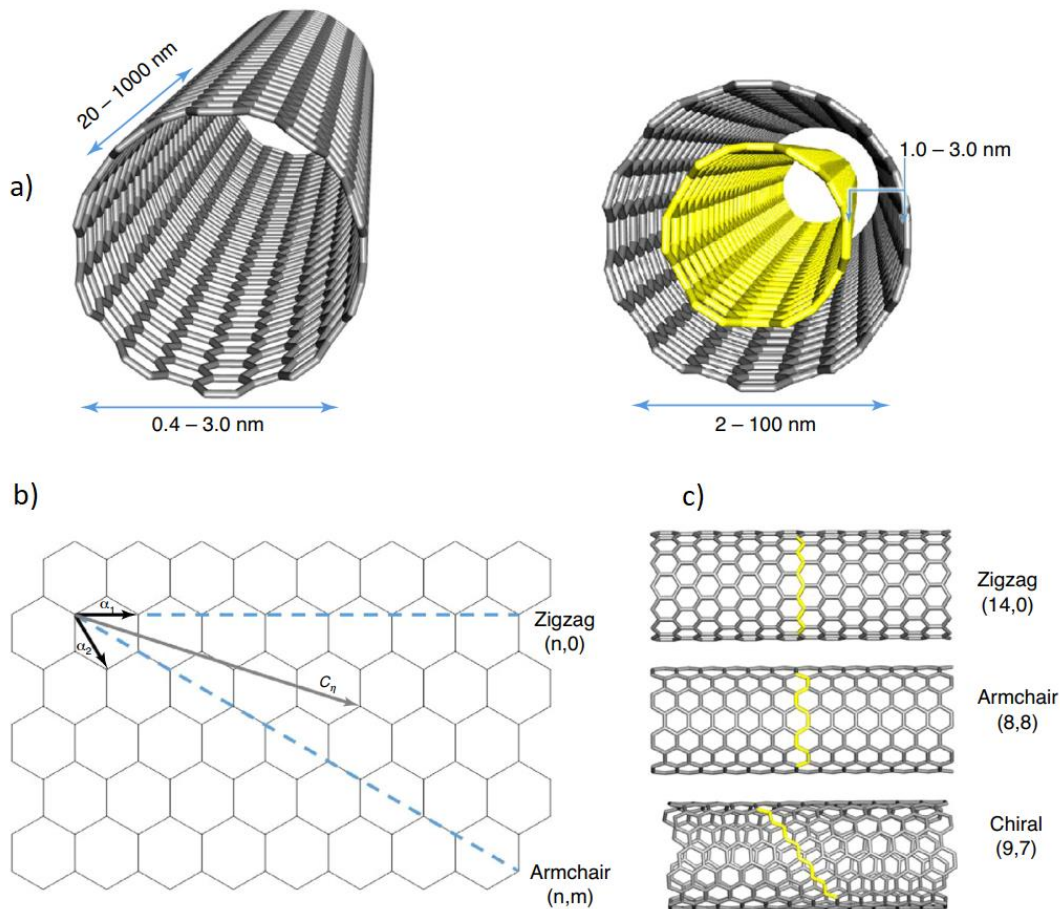 20 – 1000 nm
a)
1.0 – 3.0 nm
0.4 – 3.0 nm
2 – 100 nm
b)
c)
α1
α2
Cη
Zigzag
(n,0)
Armchair
(n,m)
Zigzag
(14,0)
Armchair
(8,8)
Chiral
(9,7)